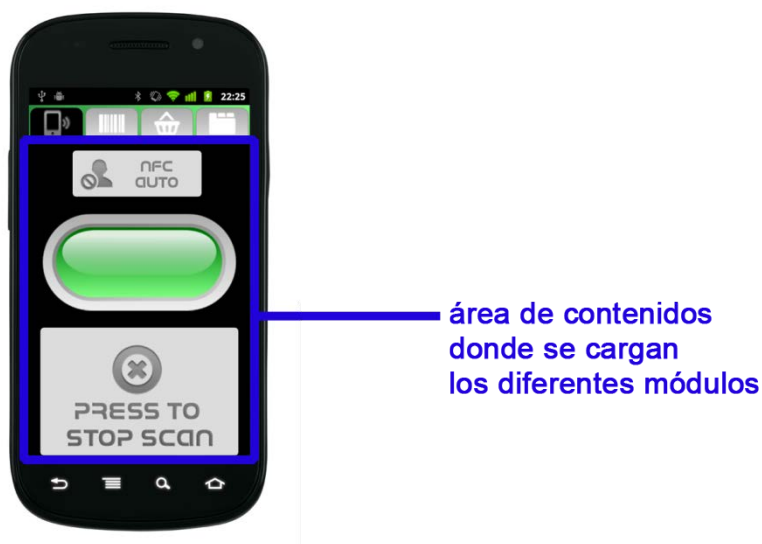 22:25
NFC
AUTO
PRESS TO
STOP SCAN
área de contenidos
donde se cargan
los diferentes módulos